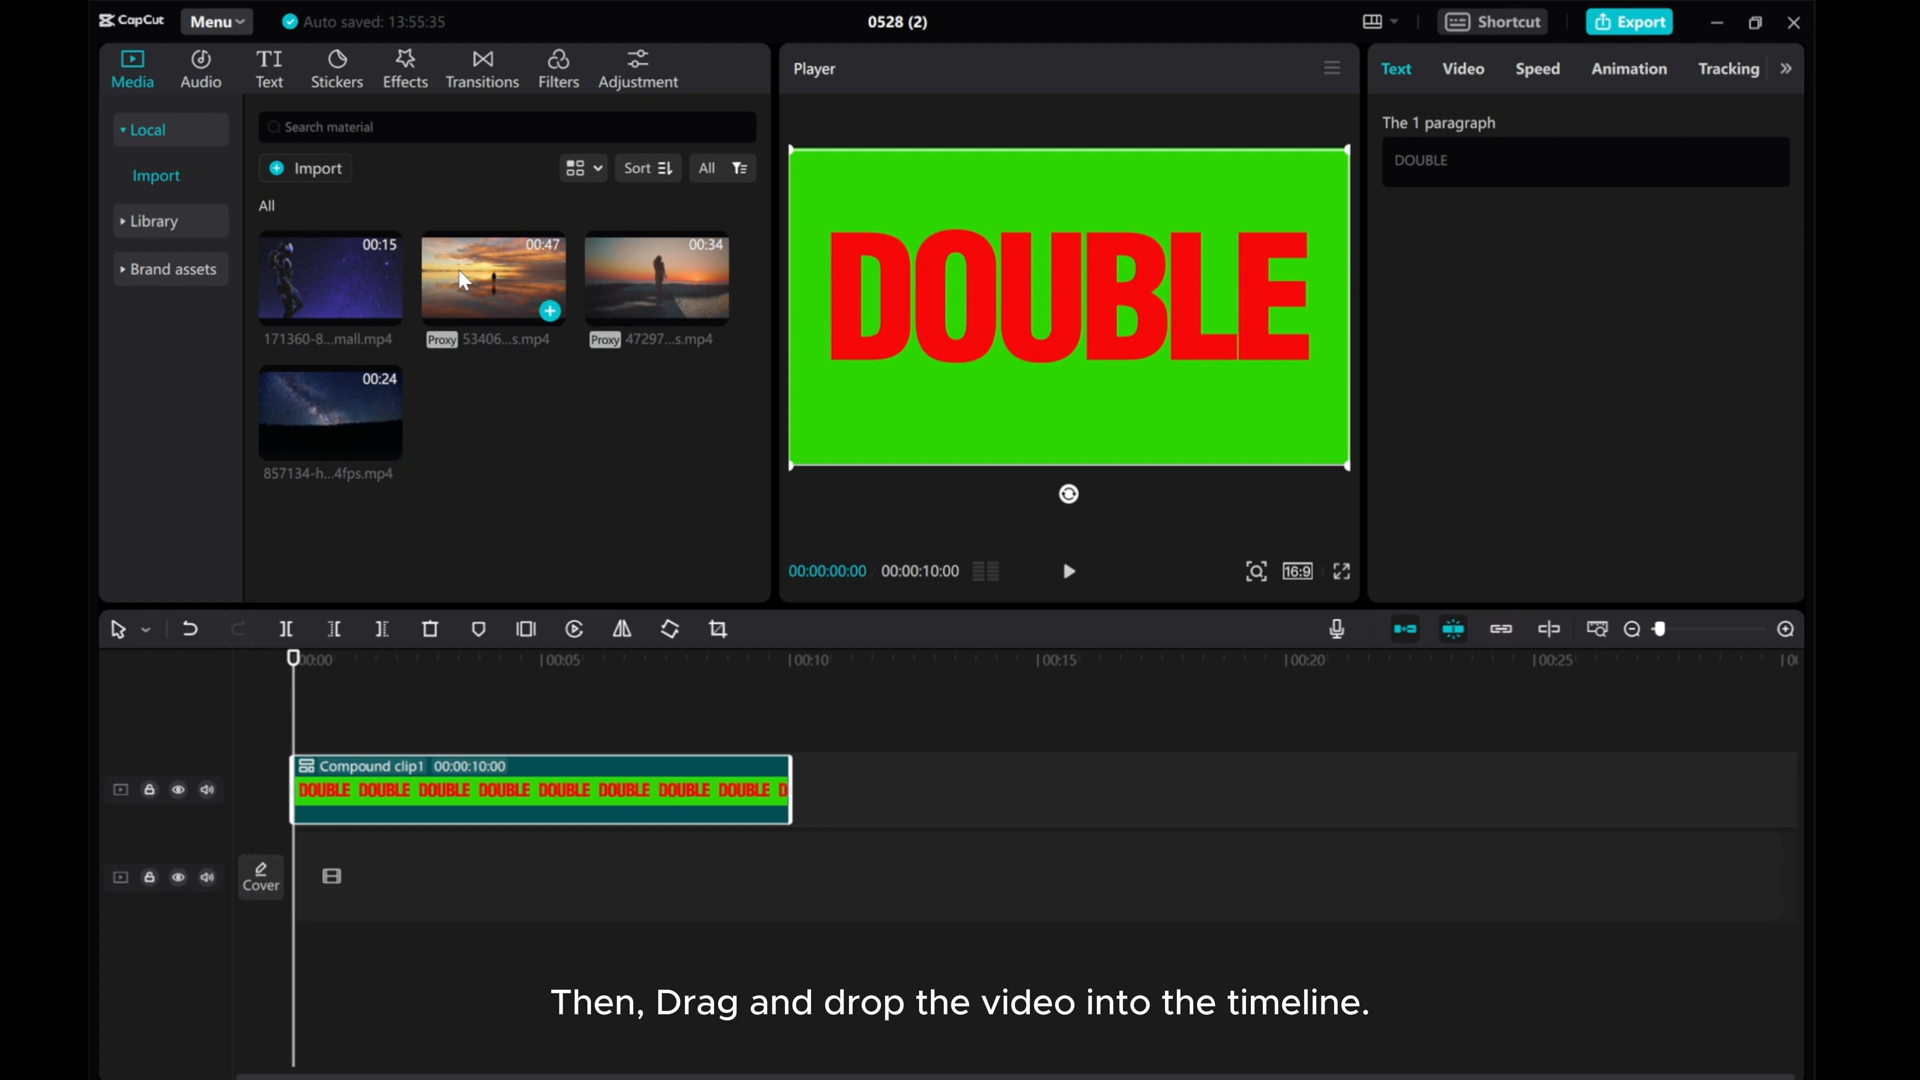 CapCut
Menu
Auto saved: 13:55:35
0528 (2)
Shortcut
Export
Media
Audio
TI
Text
Stickers
Effects
Transitions
Filters
Adjustment
Player
Text
Video
Speed
Animation
Tracking
Local
Import
Library
Brand assets
Search material
Import
Sort
All
All
00:15
00:47
00:34
171360-8...mall.mp4
Proxy 53406...s.mp4
Proxy 47297...s.mp4
00:24
857134-h...4fps.mp4
DOUBLE
00:00:00:00 00:00:10:00
16:9
The 1 paragraph
DOUBLE
00:00 00:05 00:10 00:15 00:20 00:25
Compound clip1 00:00:10:00
DOUBLE DOUBLE DOUBLE DOUBLE DOUBLE DOUBLE DOUBLE DOUBLE D
Cover
Then, Drag and drop the video into the timeline.